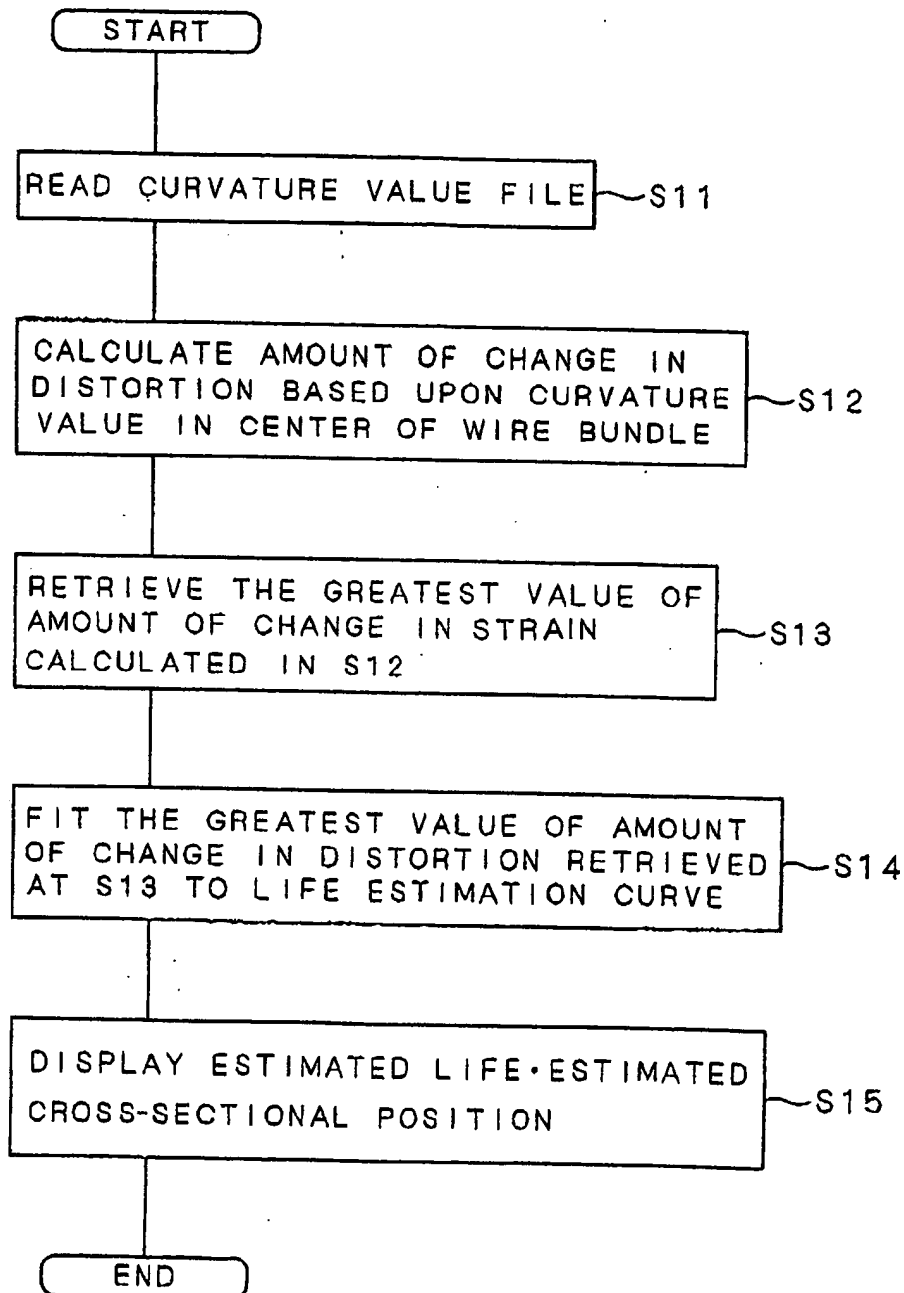 START
READ CURVATURE VALUE FILE
S11
CALCULATE AMOUNT OF CHANGE IN
DISTORTION BASED UPON CURVATURE
VALUE IN CENTER OF WIRE BUNDLE
S12
RETRIEVE THE GREATEST VALUE OF
AMOUNT OF CHANGE IN STRAIN
CALCULATED IN S12
S13
FIT THE GREATEST VALUE OF AMOUNT
OF CHANGE IN DISTORTION RETRIEVED
AT S13 TO LIFE ESTIMATION CURVE
S14
DISPLAY ESTIMATED LIFE·ESTIMATED
CROSS-SECTIONAL POSITION
S15
END